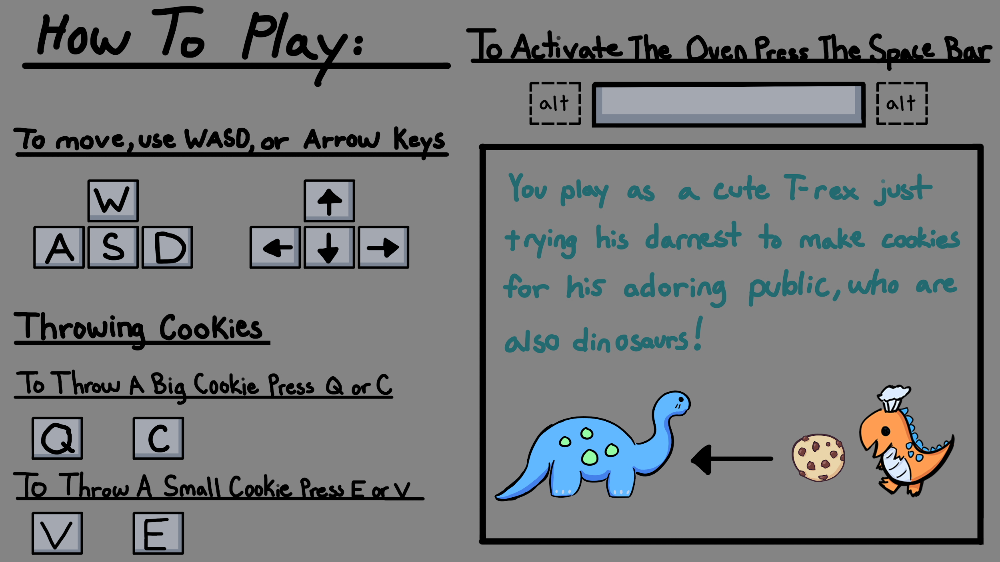 How To Play:
To move, use WASD, or Arrow Keys
W
A S D
Throwing Cookies
To Throw A Big Cookie Press Q or C
Q C
To Throw A Small Cookie, Press E or V
V E
To Activate The Oven Press The Space Bar
alt alt
You play as a cute T-rex just
trying his darnest to make cookies
for his adoring public, who are
also dinosaurs!